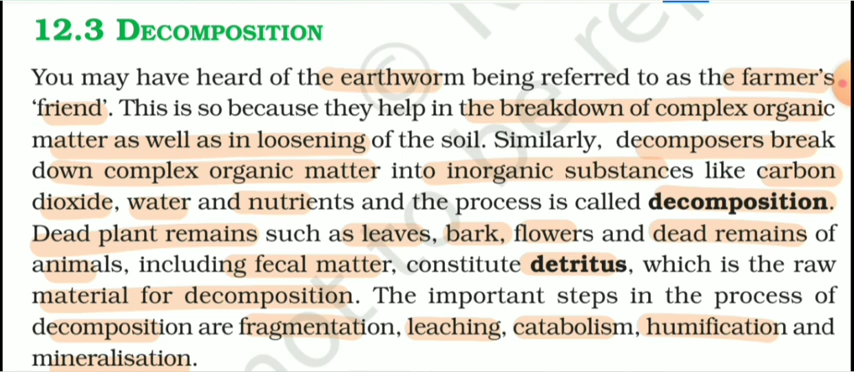 12.3 DECOMPOSITION
You may have heard of the earthworm being referred to as the farmer's
'friend'. This is so because they help in the breakdown of complex organic
matter as well as in loosening of the soil. Similarly, decomposers break
down complex organic matter into inorganic substances like carbon
dioxide, water and nutrients and the process is called decomposition.
Dead plant remains such as leaves, bark, flowers and dead remains of
animals, including fecal matter, constitute detritus, which is the raw
material for decomposition. The important steps in the process of
decomposition are fragmentation, leaching, catabolism, humification and
mineralisation.